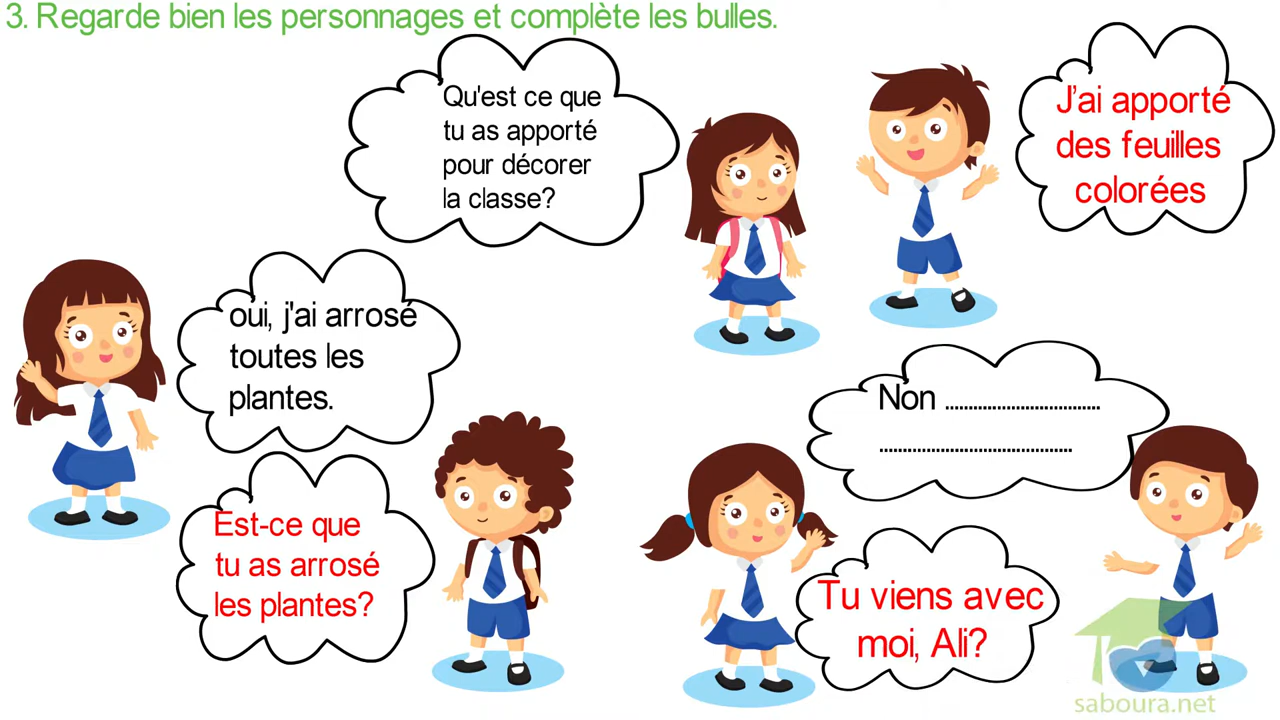 3. Regarde bien les personnages et complète les bulles.
Qu'est ce que
tu as apporté
pour décorer
la classe?
J'ai apporté
des feuilles
colorées
oui, j'ai arrosé
toutes les
plantes.
Est-ce que
tu as arrosé
les plantes?
Non ..................................
..........................................
Tu viens avec
moi, Ali?
saboura.net